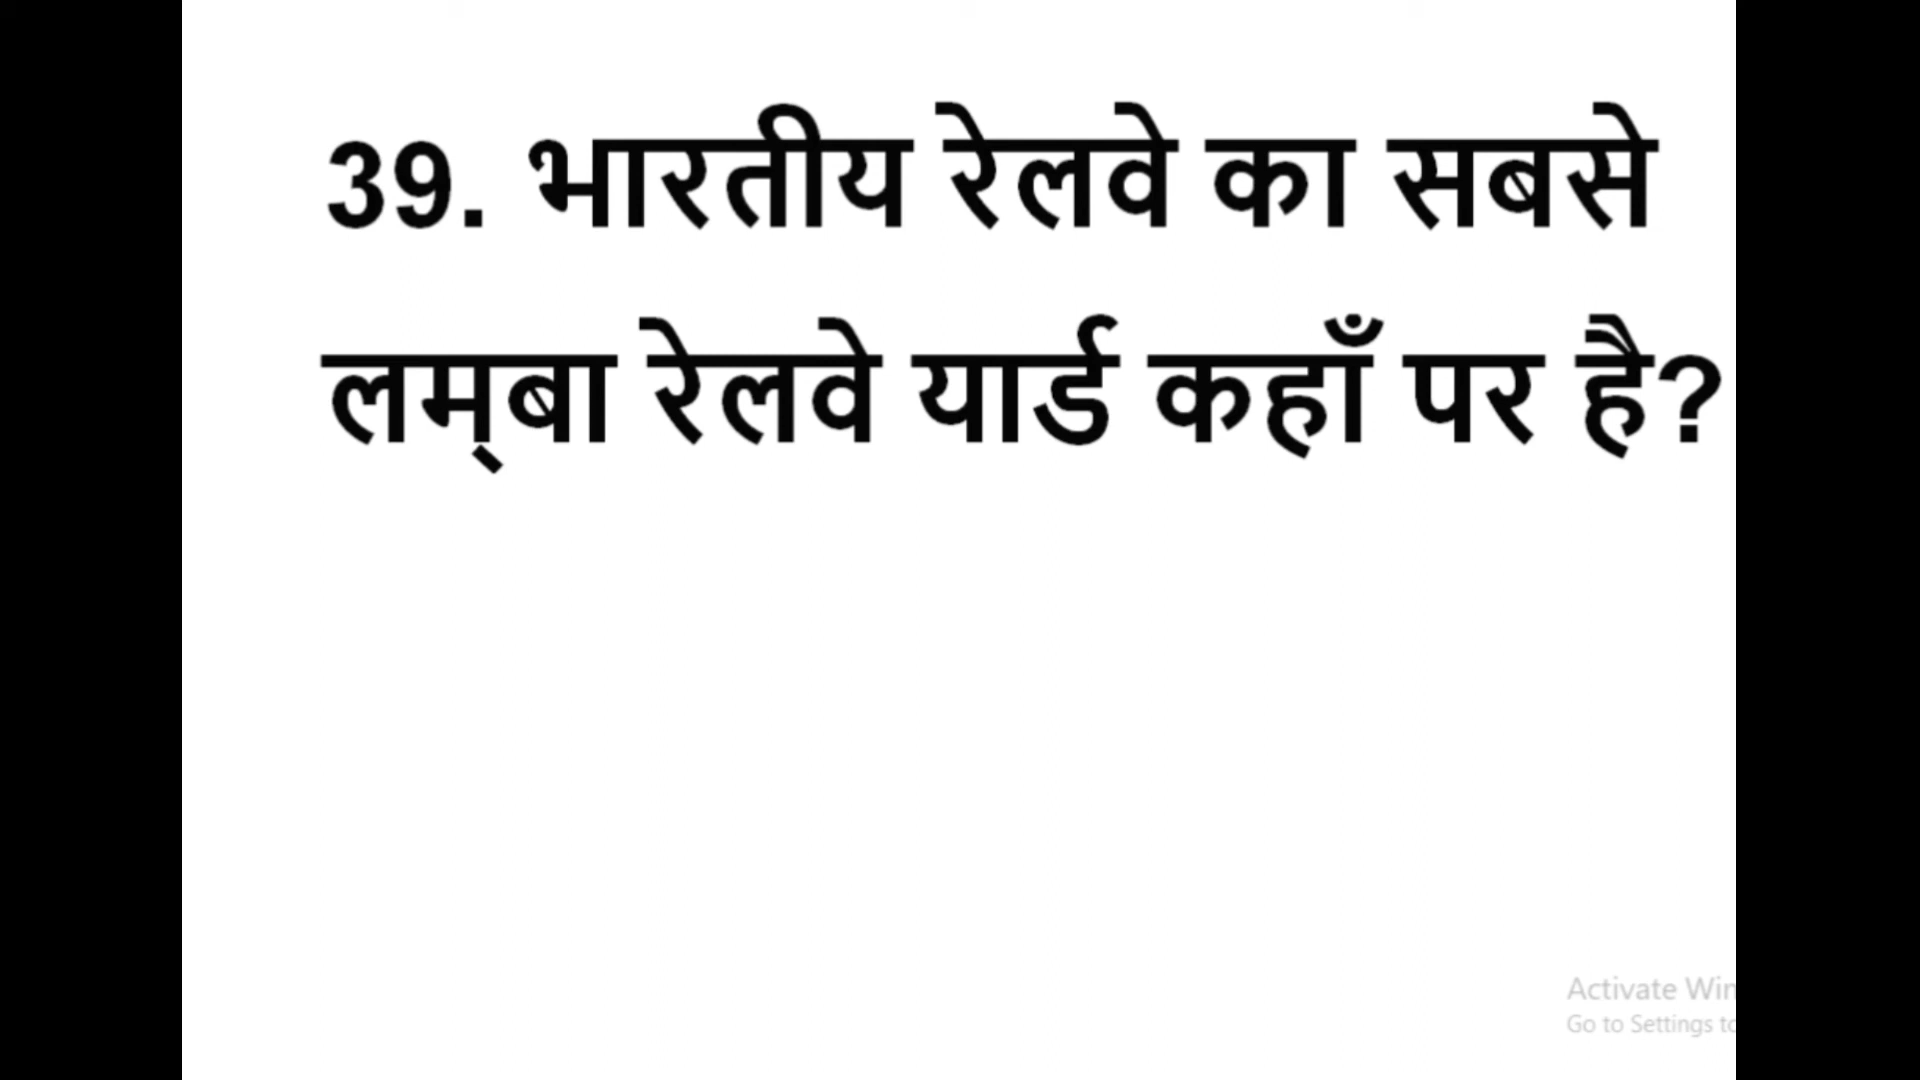 39. भारतीय रेलवे का सबसे
लम्‌बा रेलवे यार्ड कहाँ पर है?
Activate Win
Go to Settings to